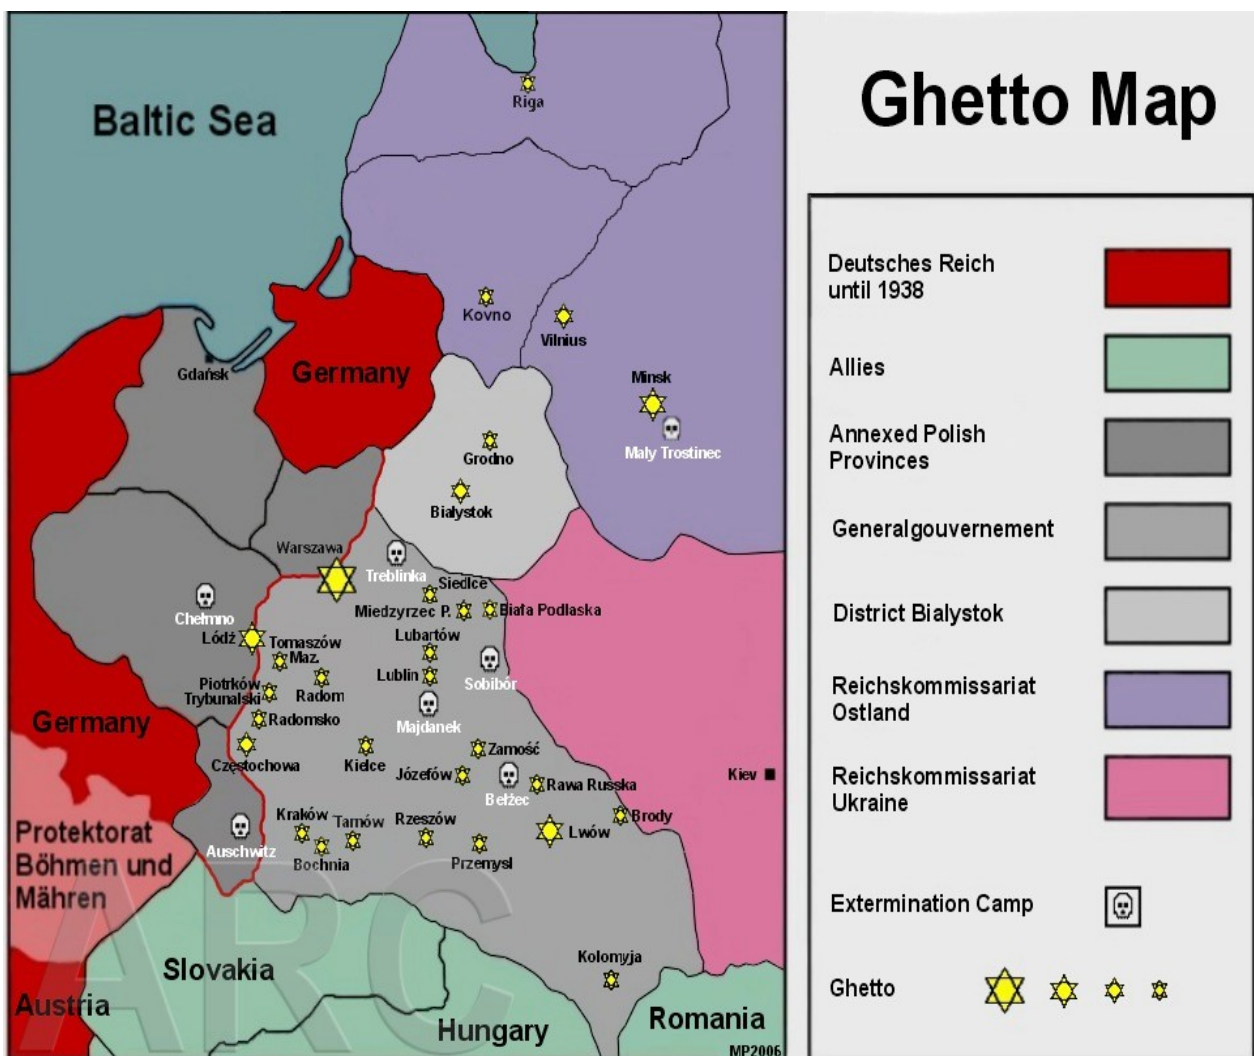 Ghetto Map
Baltic Sea
Riga
Kovno
Vilnius
Gdańsk
Germany
Minsk
Maly Trostinec
Grodno
Bialystok
Warszawa
Treblinka
Siedlce
Miedzyrzec P.
Biała Podlaska
Chełmno
Lódź
Tomaszów
Maz.
Lubartów
Lublin
Sobibór
Piotrków
Trybunalski
Radom
Majdanek
Radomsko
Germany
Częstochowa
Kielce
Zamość
Józefów
Bełżec
Rawa Russka
Kiev
Brody
Kraków
Tarnów
Rzeszów
Lwów
Bochnia
Przemysl
Auschwitz
Protektorat
Böhmen und
Mähren
ARC
Kolomyja
Slovakia
Austria
Hungary
Romania
MP2006
Deutsches Reich
until 1938
Allies
Annexed Polish
Provinces
Generalgouvernement
District Bialystok
Reichskommissariat
Ostland
Reichskommissariat
Ukraine
Extermination Camp
Ghetto